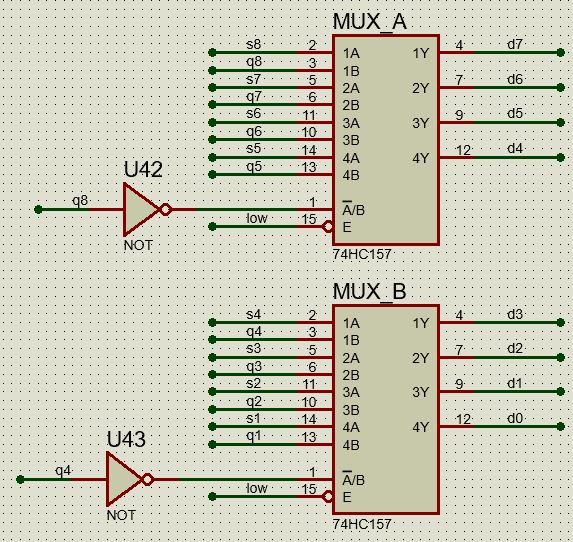 MUX_A
s8 2 1A 1Y 4 d7
q8 3 1B
s7 5 2A 2Y 7 d6
q7 6 2B
s6 11 3A 3Y 9 d5
q6 10 3B
s5 14 4A 4Y 12 d4
q5 13 4B
U42
q8 1 A/B
low 15 E
NOT
74HC157
MUX_B
s4 2 1A 1Y 4 d3
q4 3 1B
s3 5 2A 2Y 7 d2
q3 6 2B
s2 11 3A 3Y 9 d1
q2 10 3B
s1 14 4A 4Y 12 d0
q1 13 4B
U43
q4 1 A/B
low 15 E
NOT
74HC157